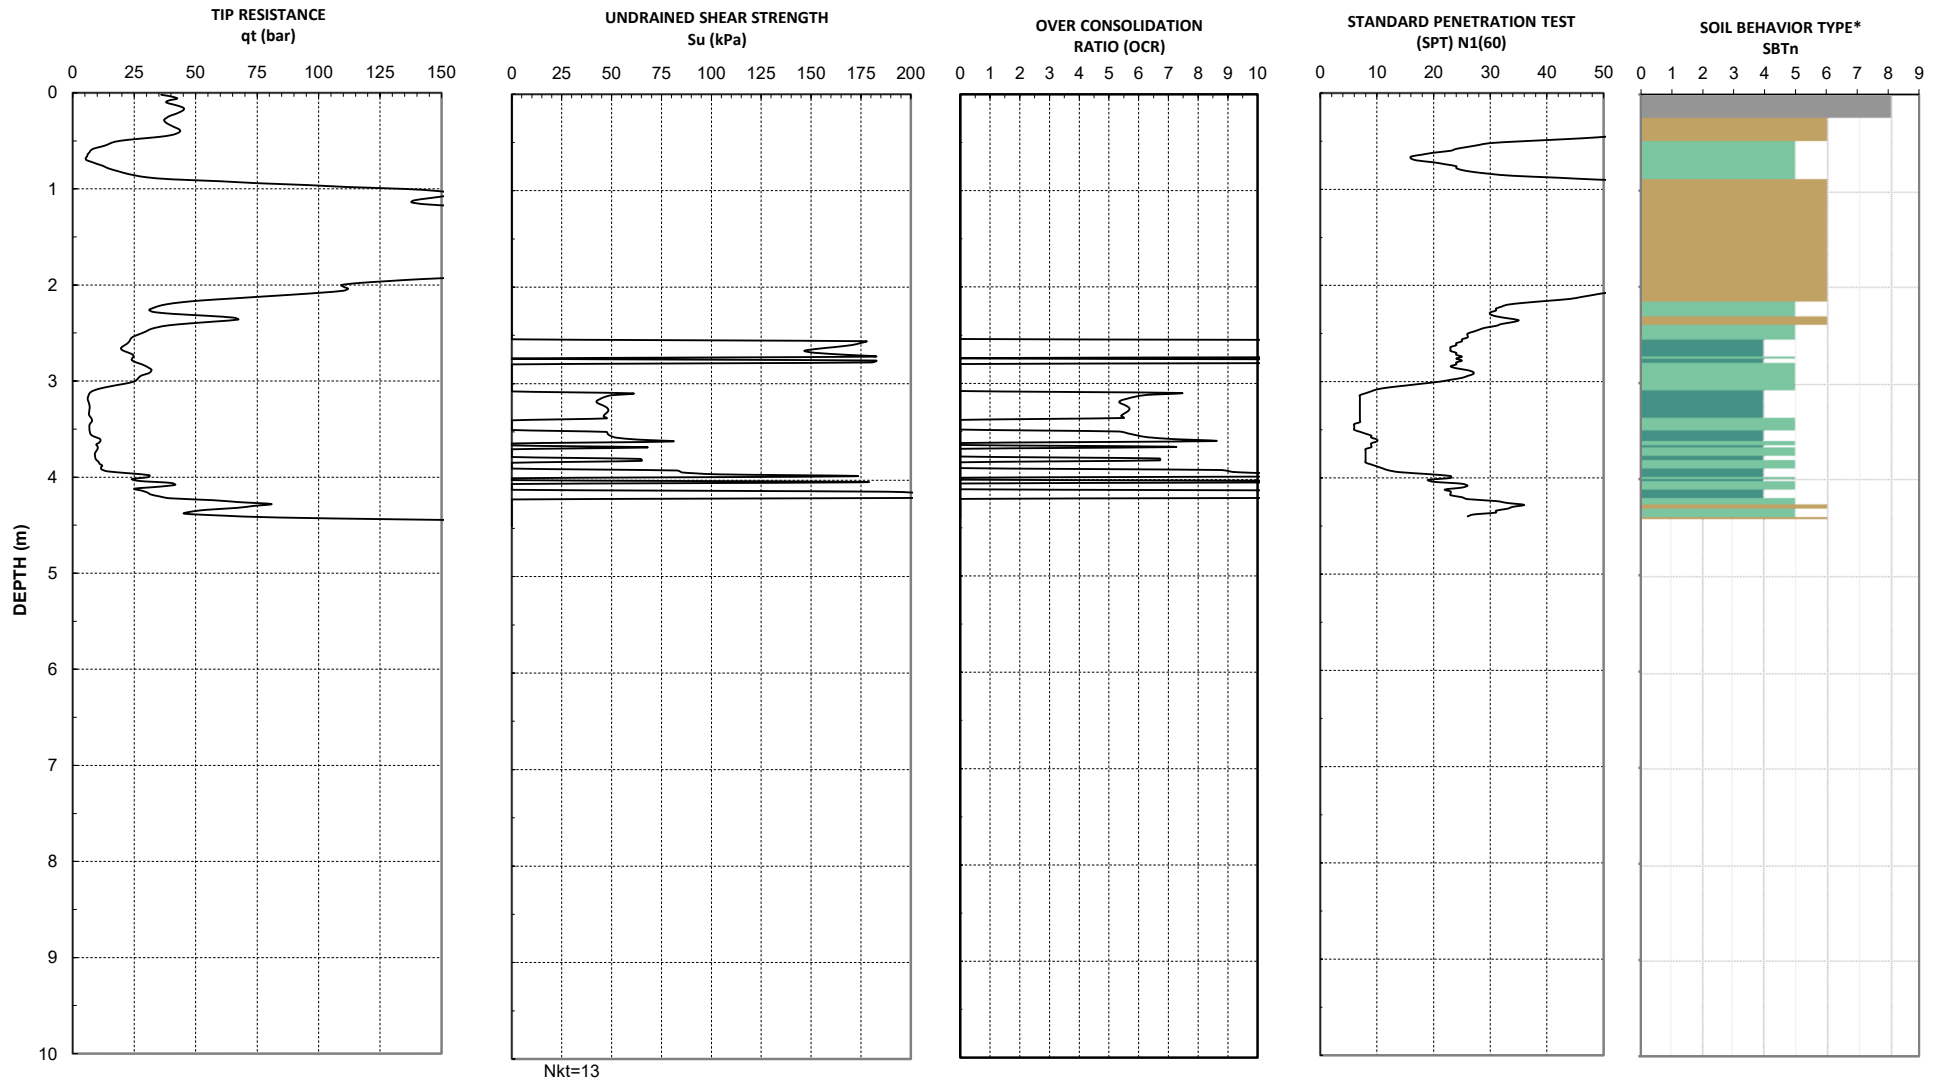 TIP RESISTANCE
qt (bar)
0 25 50 75 100 125 150
UNDRAINED SHEAR STRENGTH
Su (kPa)
0 25 50 75 100 125 150 175 200
OVER CONSOLIDATION
RATIO (OCR)
0 1 2 3 4 5 6 7 8 9 10
STANDARD PENETRATION TEST
(SPT) N1(60)
0 10 20 30 40 50
SOIL BEHAVIOR TYPE*
SBTn
0 1 2 3 4 5 6 7 8 9
DEPTH (m)
0
1
2
3
4
5
6
7
8
9
10
Nkt=13